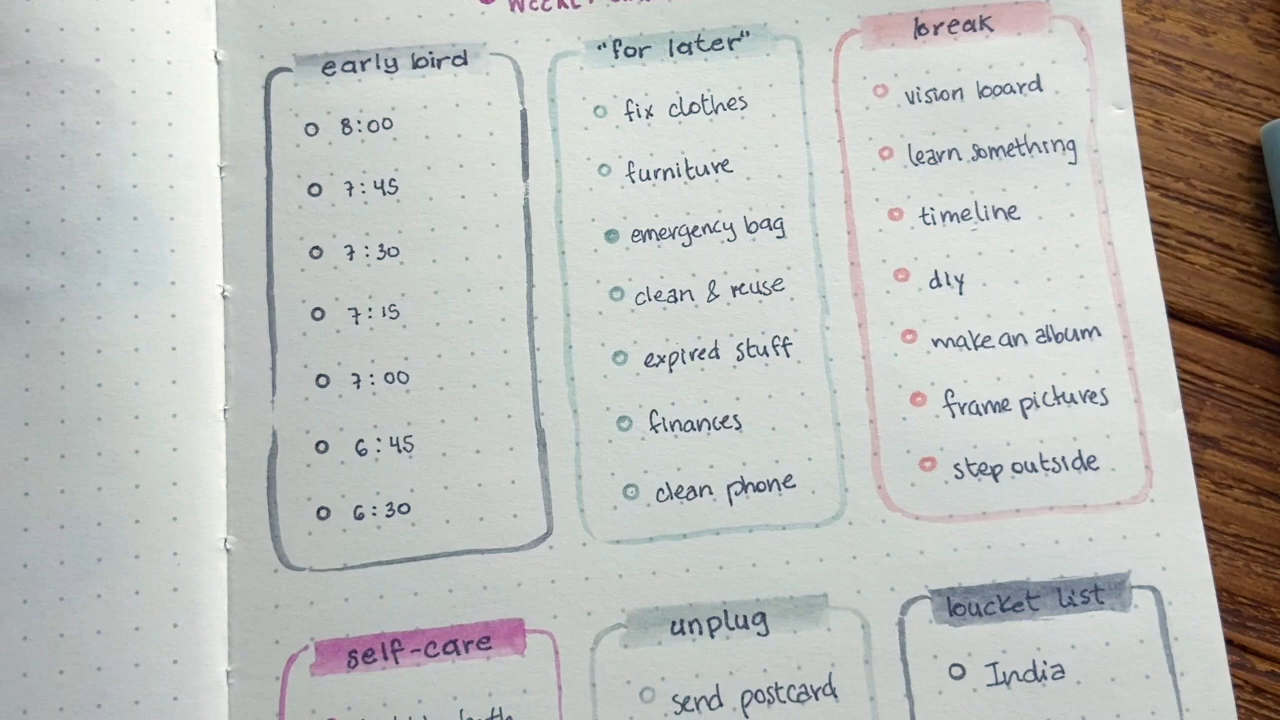 WEEKLY
early bird
8:00
7:45
7:30
7:15
7:00
6:45
6:30
"for later"
fix clothes
furniture
emergency bag
clean & reuse
expired stuff
finances
clean phone
break
vision board
learn something
timeline
diy
make an album
frame pictures
step outside
self-care
unplug
send postcard
bucket list
India